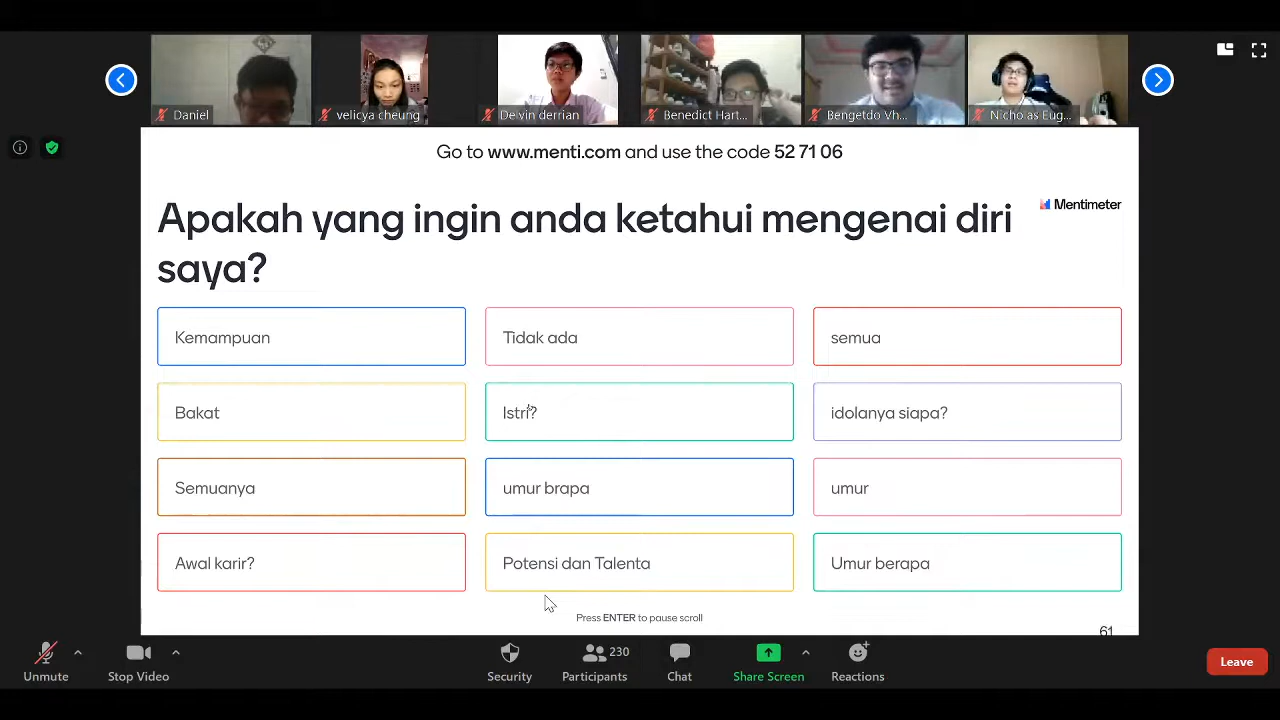 Daniel
velicya cheung
Delvin derrian
Benedict Hart...
Bengetdo Vh...
Nicholas Eug...
Go to www.menti.com and use the code 52 71 06
Mentimeter
Apakah yang ingin anda ketahui mengenai diri
saya?
Kemampuan
Tidak ada
semua
Bakat
Istri?
idolanya siapa?
Semuanya
umur brapa
umur
Awal karir?
Potensi dan Talenta
Umur berapa
Press ENTER to pause scroll
61
230
Unmute
Stop Video
Security
Participants
Chat
Share Screen
Reactions
Leave